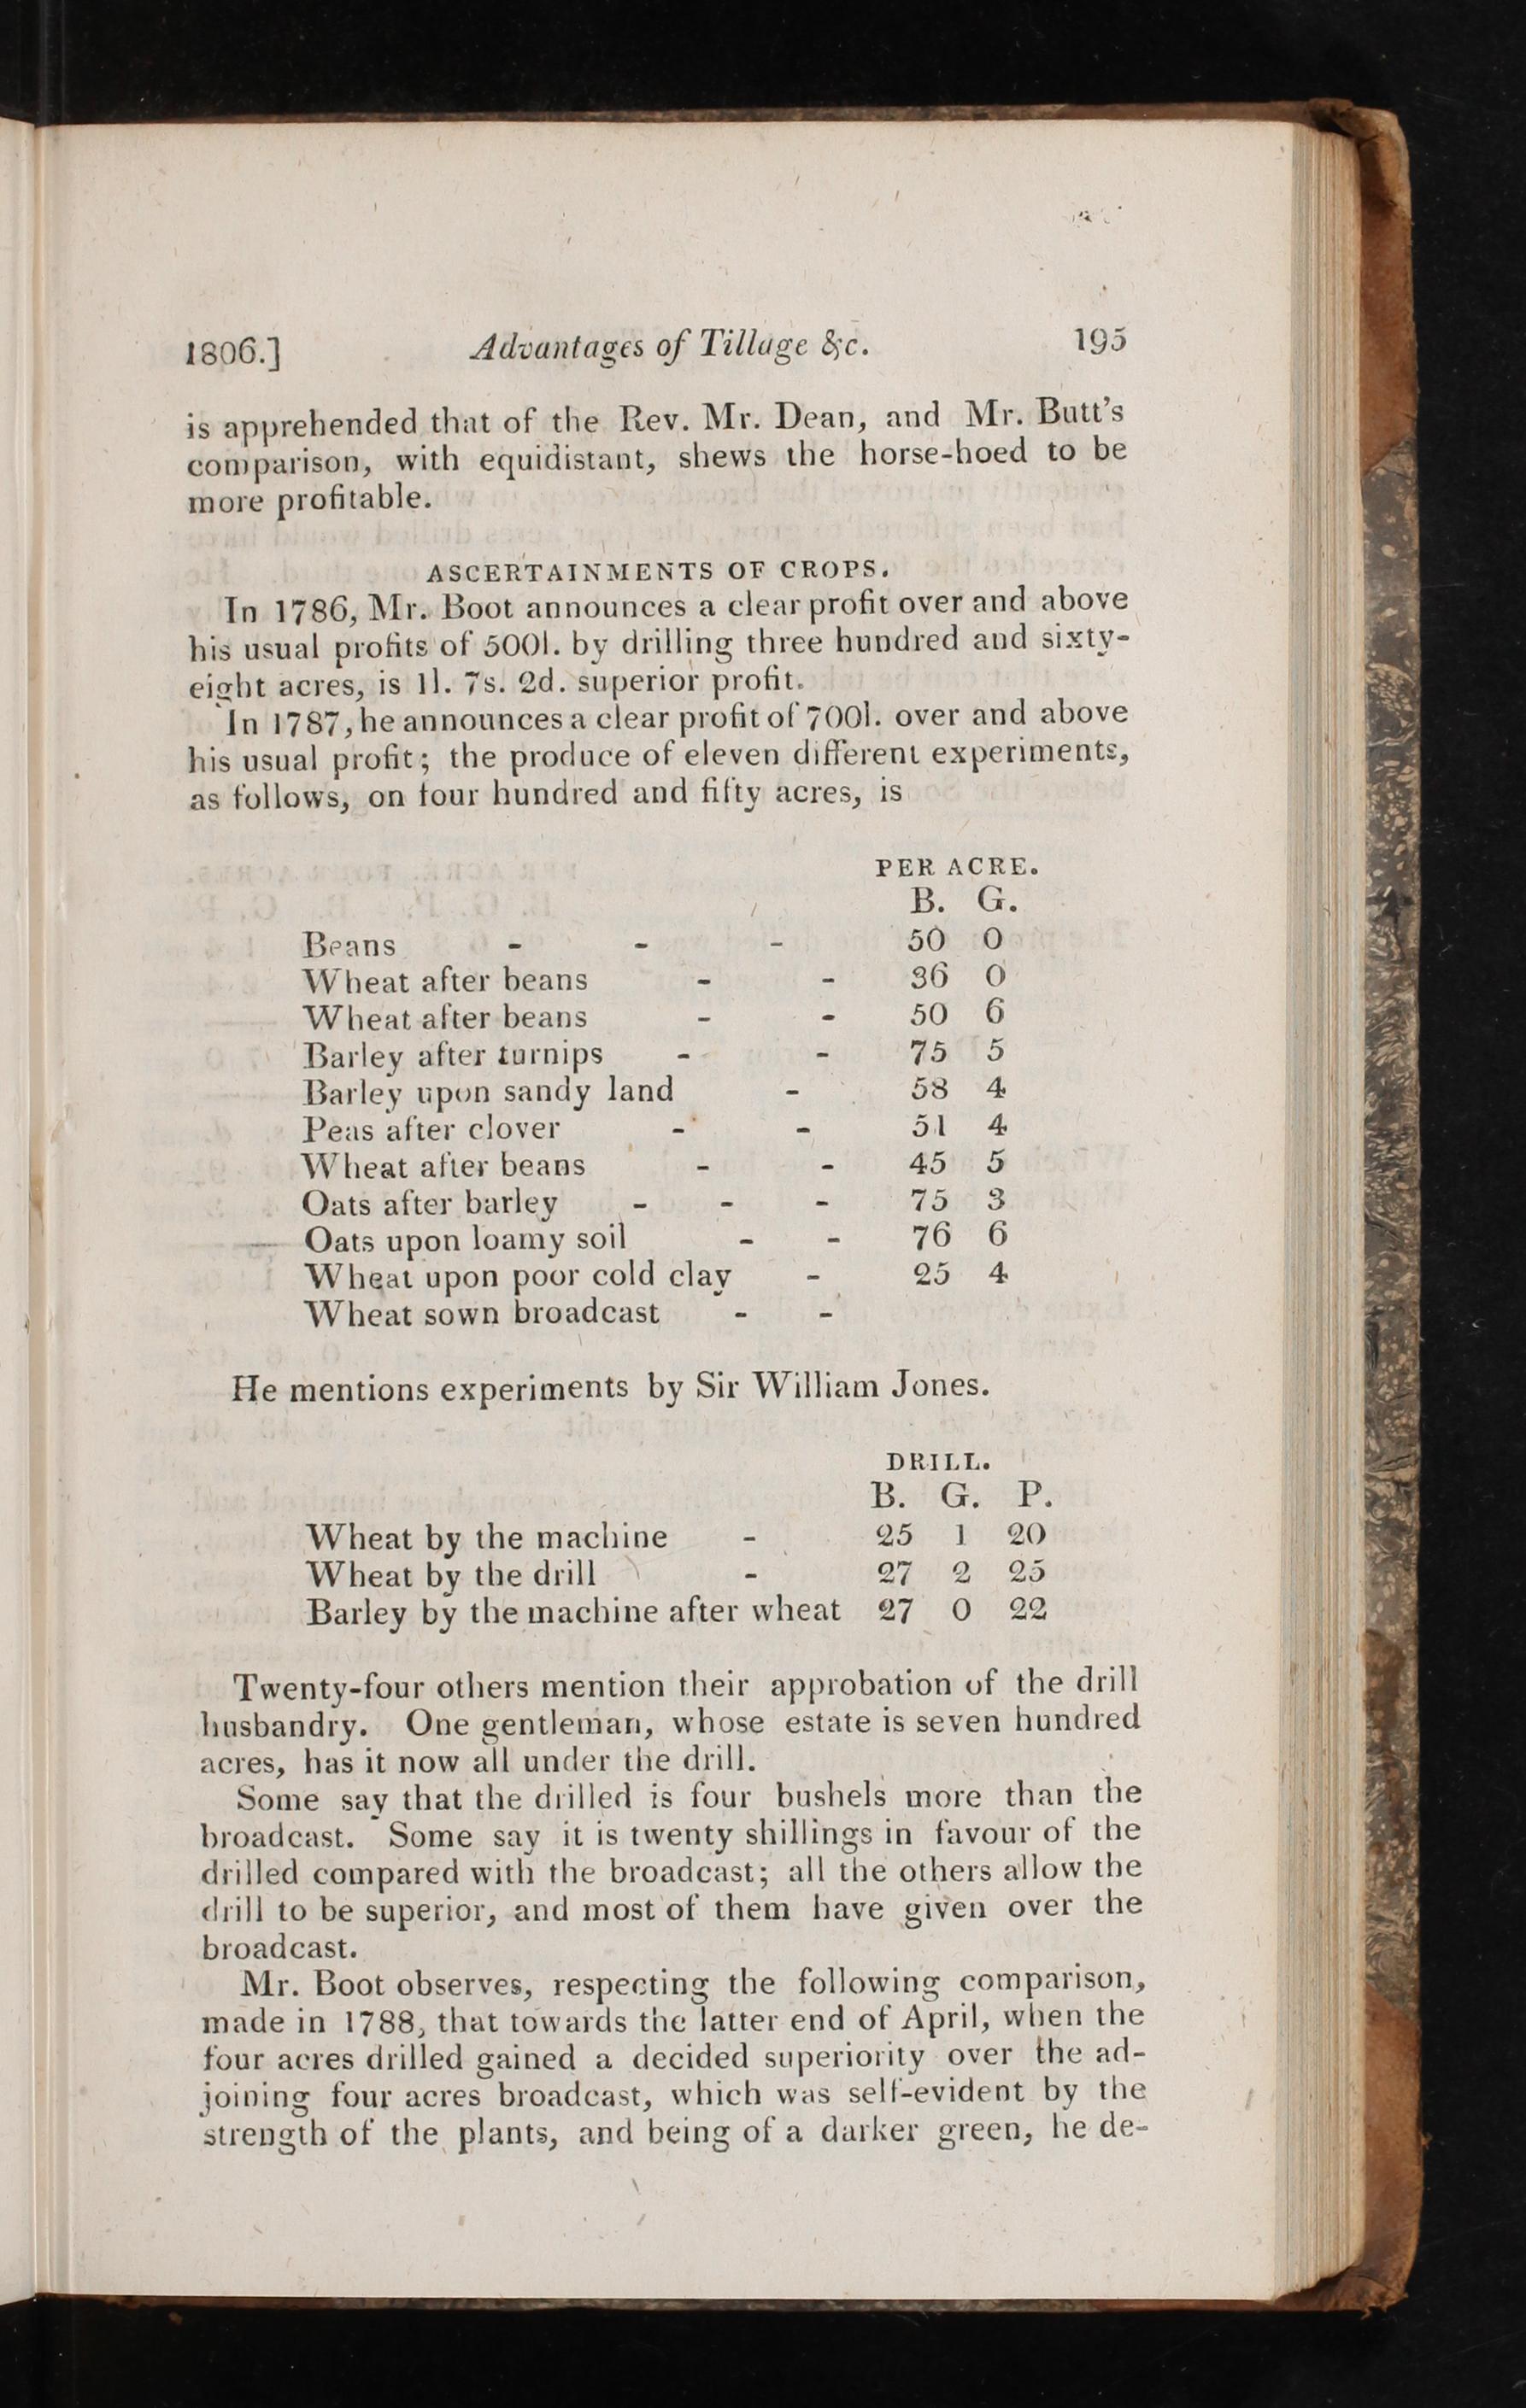 1806.] Advantages of Tillage &c. 195
is apprehended that of the Rev. Mr. Dean, and Mr. Butt's
comparison, with equidistant, shews the horse-hoed to be
more profitable.
ASCERTAINMENTS OF CROPS.
In 1786, Mr. Boot announces a clear profit over and above
his usual profits of 500l. by drilling three hundred and sixty-
eight acres, is 1l. 7s. 2d. superior profit.
In 1787, he announces a clear profit of 700l. over and above
his usual profit; the produce of eleven different experiments,
as follows, on four hundred and fifty acres, is
PER ACRE.
B. G.
Beans - - - 50 0
Wheat after beans - - 36 0
Wheat after beans - - 50 6
Barley after turnips - - 75 5
Barley upon sandy land - 58 4
Peas after clover - - 51 4
Wheat after beans - - 45 5
Oats after barley - - - 75 3
Oats upon loamy soil - - 76 6
Wheat upon poor cold clay - 25 4
Wheat sown broadcast - -
He mentions experiments by Sir William Jones.
DRILL.
B. G. P.
Wheat by the machine - 25 1 20
Wheat by the drill - 27 2 25
Barley by the machine after wheat 27 0 22
Twenty-four others mention their approbation of the drill
husbandry. One gentleman, whose estate is seven hundred
acres, has it now all under the drill.
Some say that the drilled is four bushels more than the
broadcast. Some say it is twenty shillings in favour of the
drilled compared with the broadcast; all the others allow the
drill to be superior, and most of them have given over the
broadcast.
Mr. Boot observes, respecting the following comparison,
made in 1788, that towards the latter end of April, when the
four acres drilled gained a decided superiority over the ad-
joining four acres broadcast, which was self-evident by the
strength of the plants, and being of a darker green, he de-